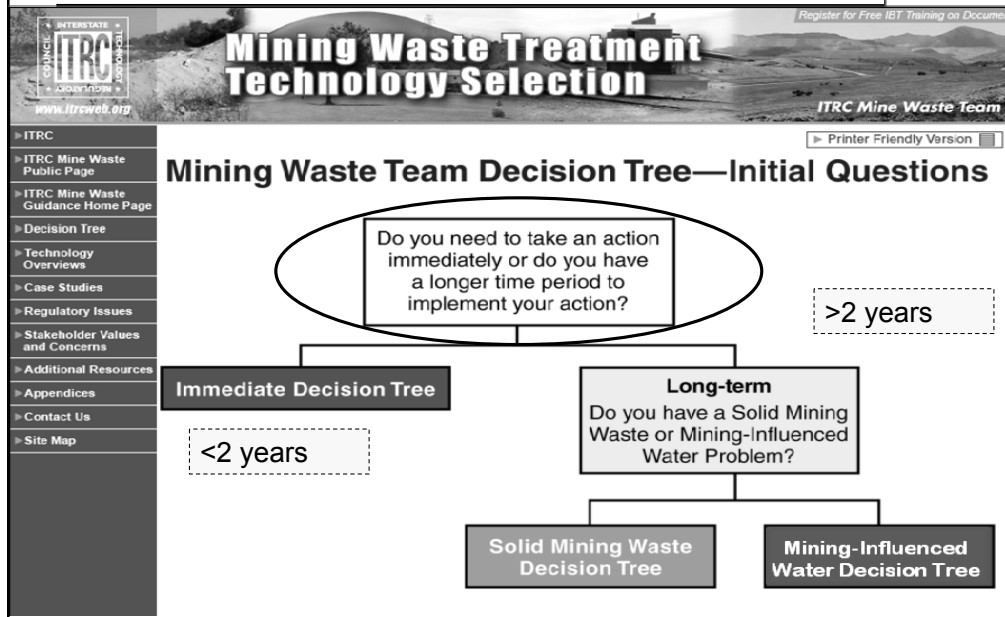 Register for Free IBT Training on Docume
INTERSTATE
COUNCIL
ITRC
TECHNOLOGY
REGULATORY
www.itrcweb.org
Mining Waste Treatment
Technology Selection
ITRC Mine Waste Team
Printer Friendly Version
ITRC
ITRC Mine Waste
Public Page
ITRC Mine Waste
Guidance Home Page
Decision Tree
Technology
Overviews
Case Studies
Regulatory Issues
Stakeholder Values
and Concerns
Additional Resources
Appendices
Contact Us
Site Map
Mining Waste Team Decision Tree—Initial Questions
Do you need to take an action
immediately or do you have
a longer time period to
implement your action?
>2 years
Immediate Decision Tree
<2 years
Long-term
Do you have a Solid Mining
Waste or Mining-Influenced
Water Problem?
Solid Mining Waste
Decision Tree
Mining-Influenced
Water Decision Tree